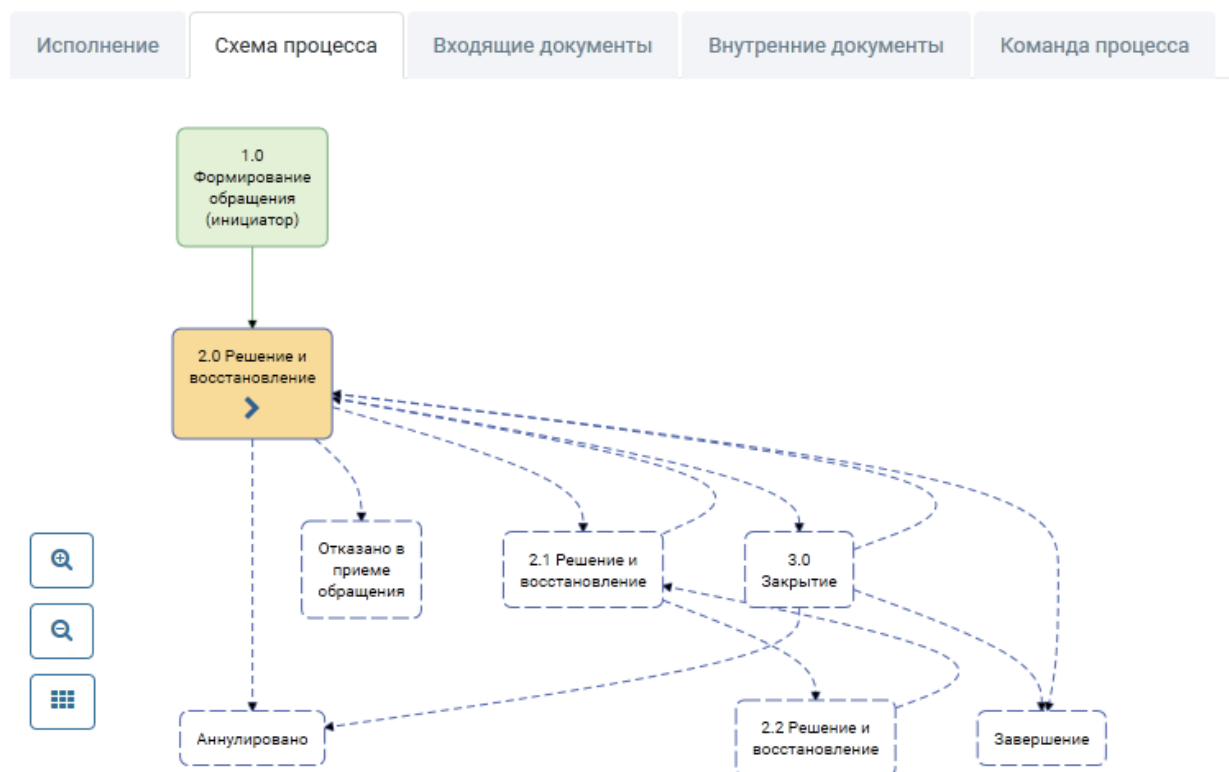 Исполнение
Схема процесса
Входящие документы
Внутренние документы
Команда процесса
1.0
Формирование
обращения
(инициатор)
2.0 Решение и
восстановление
Отказано в
приеме
обращения
2.1 Решение и
восстановление
3.0
Закрытие
Аннулировано
2.2 Решение и
восстановление
Завершение